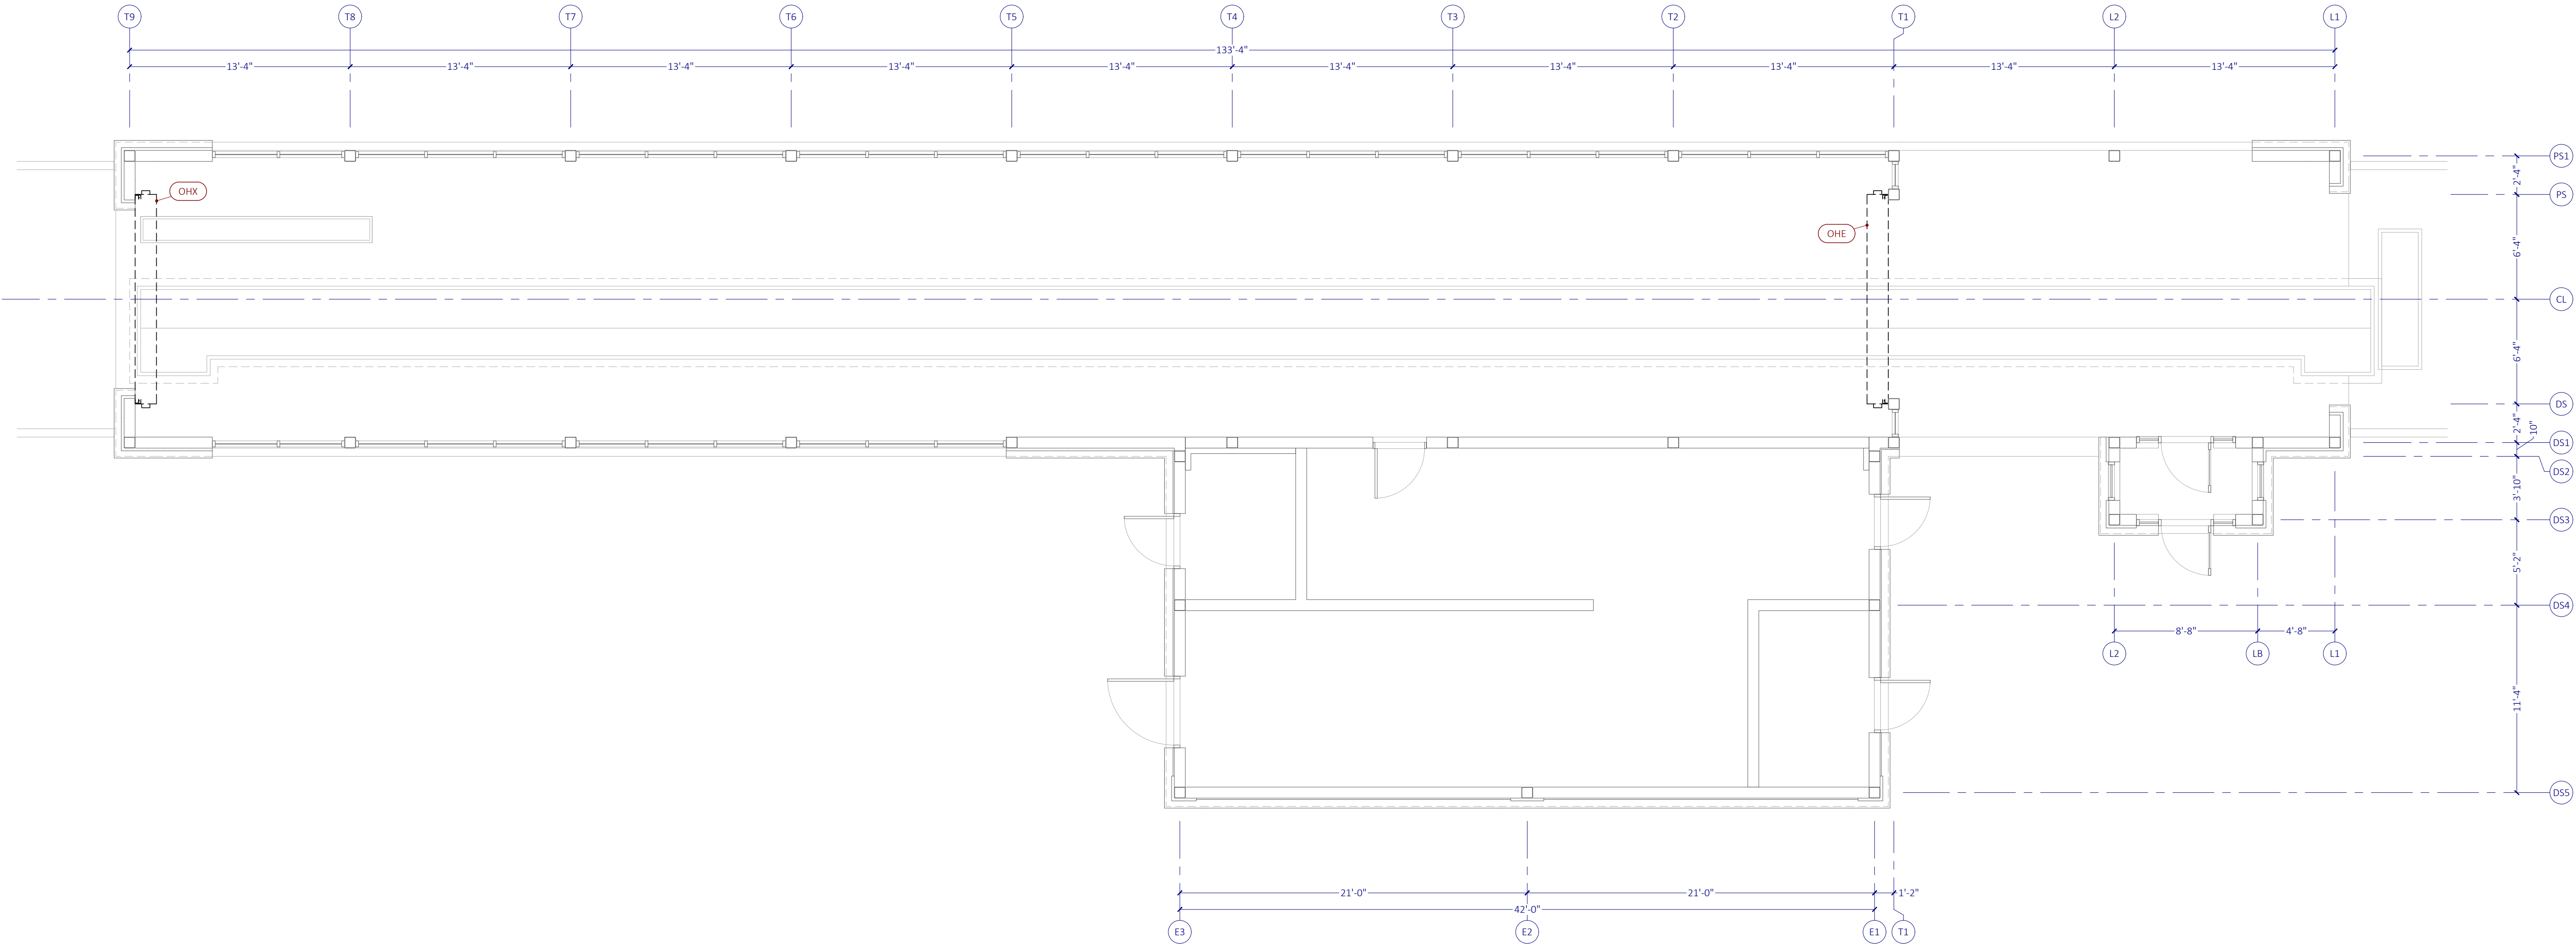 T9 T8 T7 T6 T5 T4 T3 T2 T1 L2 L1
133'-4"
13'-4" 13'-4" 13'-4" 13'-4" 13'-4" 13'-4" 13'-4" 13'-4" 13'-4" 13'-4"
PS1
2'-4"
OHX
PS
OHE
6'-4"
CL
6'-4"
DS
2'-4"
10"
DS1
DS2
3'-10"
DS3
5'-2"
DS4
8'-8" 4'-8"
L2 LB L1
11'-4"
DS5
21'-0" 21'-0" 1'-2"
42'-0"
E3 E2 E1 T1